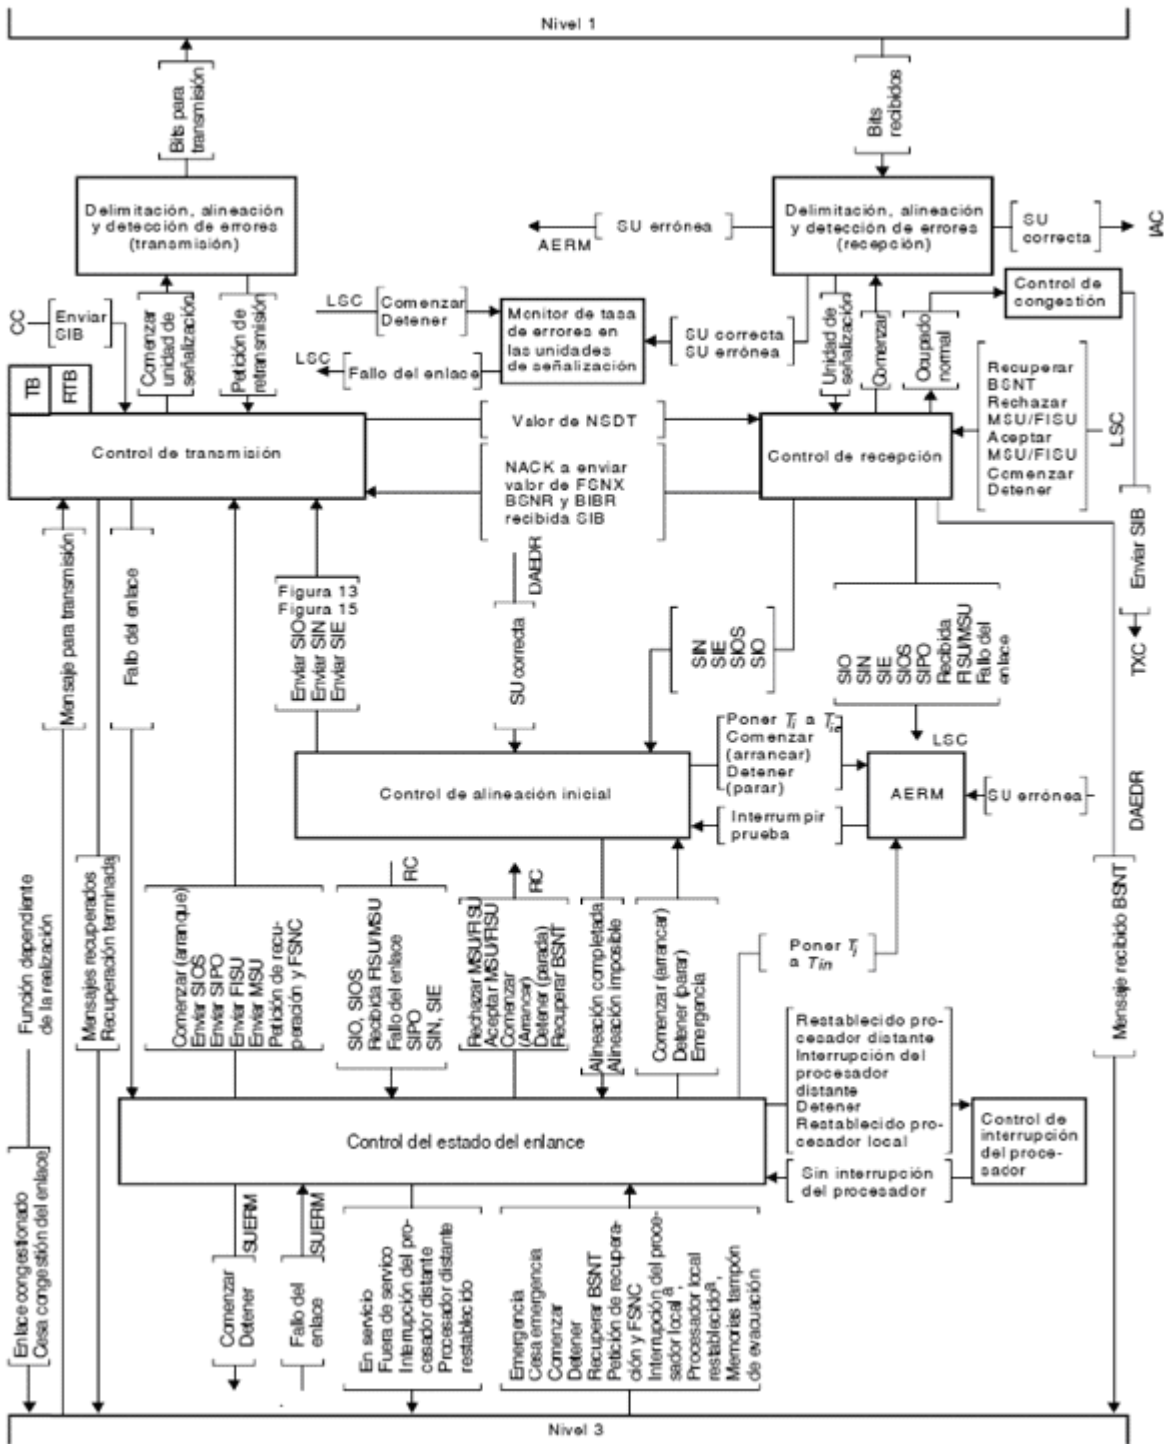 Nivel 1
Bits para
transmisión
Bits
recibidos
Delimitación, alineación
y detección de errores
(transmisión)
SU errónea
AERM
Delimitación, alineación
y detección de errores
(recepción)
SU
correcta
IAC
CC
Enviar
SIB
Comenzar
unidad de
señalización
Petición de
retransmisión
LSC
Comenzar
Detener
LSC
Fallo del enlace
Monitor de tasa
de errores en
las unidades
de señalización
SU correcta
SU errónea
Unidad de
señalización
Comenzar
Ocupado
normal
Control de
congestión
TB
RTB
Control de transmisión
Valor de NSDT
NACK a enviar
valor de FSNX
BSNR y BIBR
recibida SIB
Control de recepción
Recuperar
BSNT
Rechazar
MSU/FISU
Aceptar
MSU/FISU
Comenzar
Detener
LSC
Enviar SIB
TXC
Mensaje para transmisión
Fallo del enlace
Figura 13
Figura 15
Enviar SIO
Enviar SIN
Enviar SIE
DAEDR
SU correcta
SIN
SIE
SIOS
SIO
SIO
SIN
SIE
SIOS
SIPO
Recibida
FISU/MSU
Fallo del
enlace
LSC
Control de alineación inicial
Poner Ti a Tie
Comenzar
(arrancar)
Detener
(parar)
Interrumpir
prueba
AERM
SU errónea
DAEDR
Función dependiente
de la realización
Mensajes recuperados
Recuperación terminada
Comenzar (arranque)
Enviar SIOS
Enviar SIPO
Enviar FISU
Enviar MSU
Petición de recu-
peración y FSNC
RC
SIO, SIOS
Recibida FISU/MSU
Fallo del enlace
SIPO
SIN, SIE
RC
Rechazar MSU/FISU
Aceptar MSU/FISU
Comenzar
(Arrancar)
Detener (parada)
Recuperar BSNT
Alineación completada
Alineación imposible
Comenzar (arrancar)
Detener (parar)
Emergencia
Poner Ti
a Tin
Mensaje recibido BSNT
Restablecido pro-
cesador distante
Interrupción del
procesador
distante
Detener
Restablecido pro-
cesador local
Control del estado del enlance
Sin interrupción
del procesador
Control de
interrupción
del proce-
sador
Enlace congestionado
Cesa congestión del enlace
SUERM
Comenzar
Detener
SUERM
Fallo del
enlace
En servicio
Fuera de servico
Interrupción del pro-
cesador distante
Procesador distante
restablecido
Emergencia
Cesa emergencia
Comenzar
Detener
Recuperar BSNT
Petición de recupera-
ción y FSNC
Interrupción del proce-
sador local a,
Procesador local
restablecido a,
Memorias tampón
de evacuación
Nivel 3